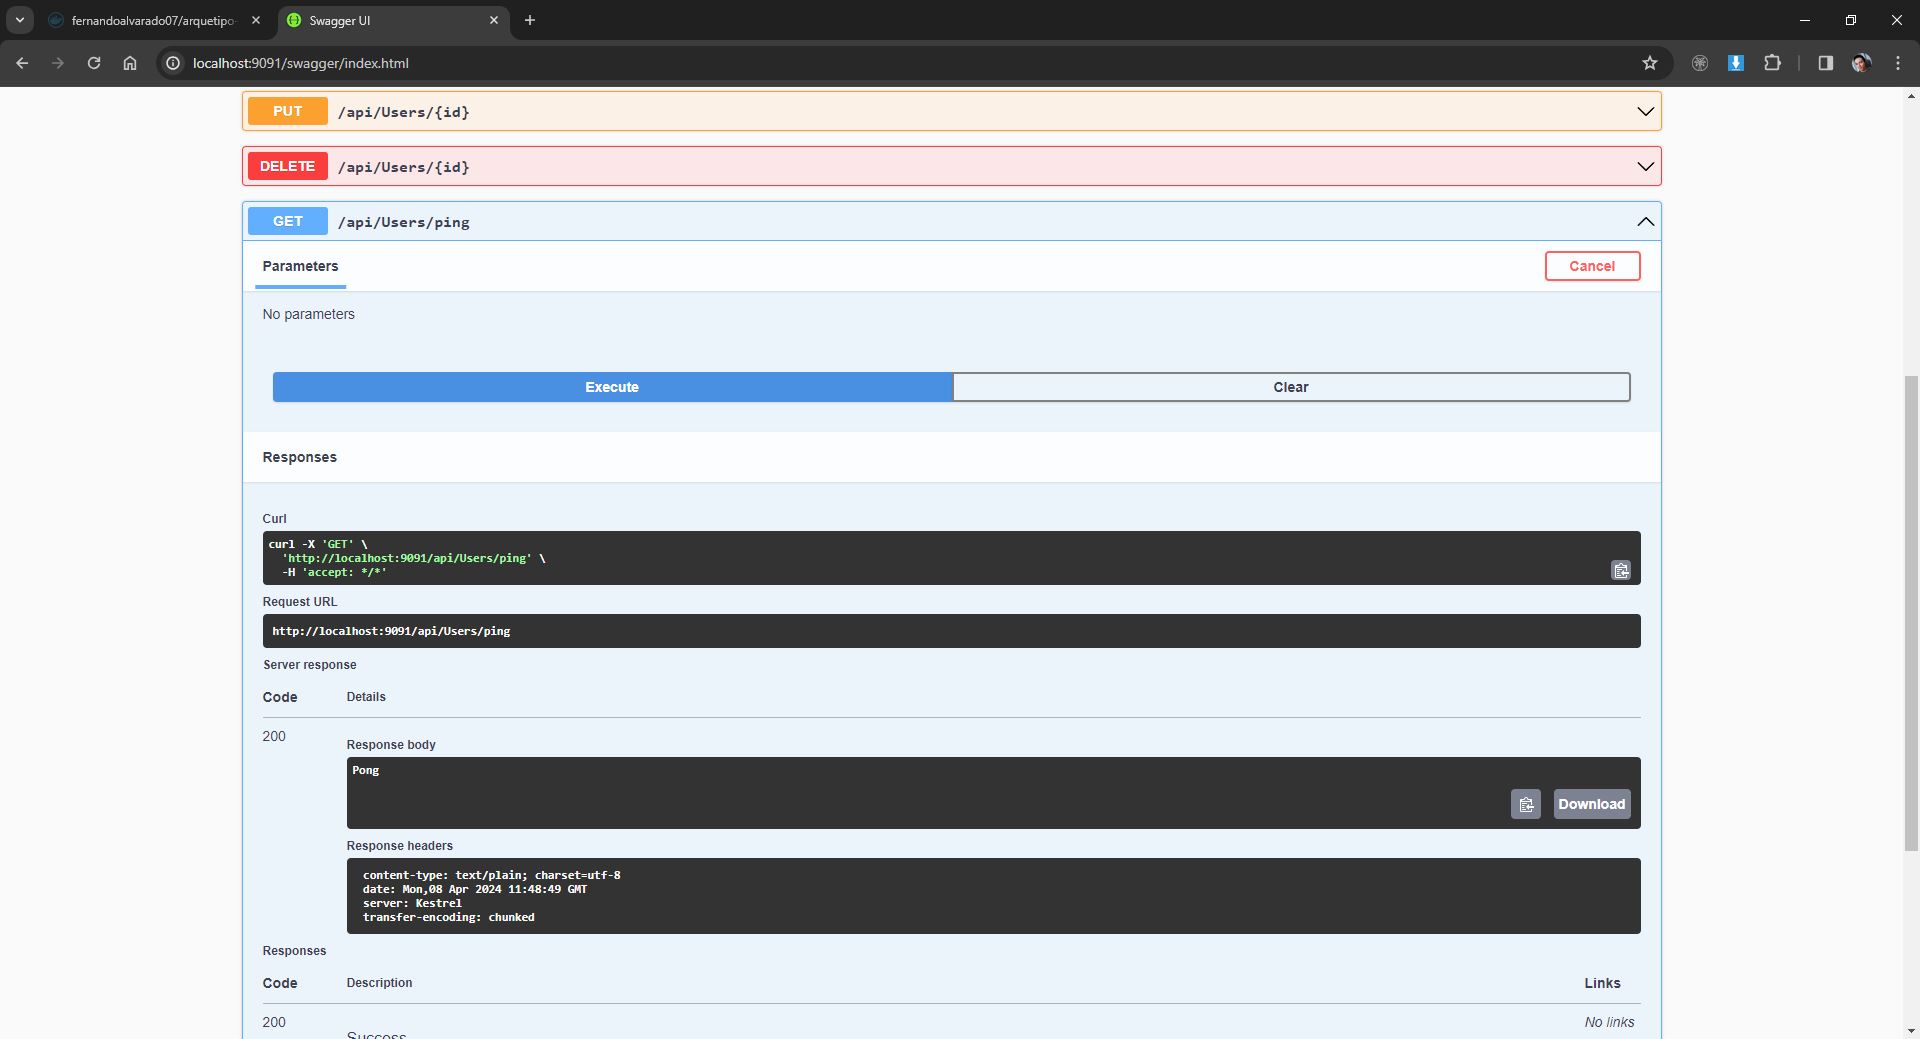 fernandoalvarado07/arquetipo-
Swagger UI
localhost:9091/swagger/index.html
PUT /api/Users/{id}
DELETE /api/Users/{id}
GET /api/Users/ping
Parameters
Cancel
No parameters
Execute
Clear
Responses
Curl
curl -X 'GET' \
'http://localhost:9091/api/Users/ping' \
-H 'accept: */*'
Request URL
http://localhost:9091/api/Users/ping
Server response
Code Details
200
Response body
Pong
Download
Response headers
content-type: text/plain; charset=utf-8
date: Mon,08 Apr 2024 11:48:49 GMT
server: Kestrel
transfer-encoding: chunked
Responses
Code Description Links
200 No links
Success